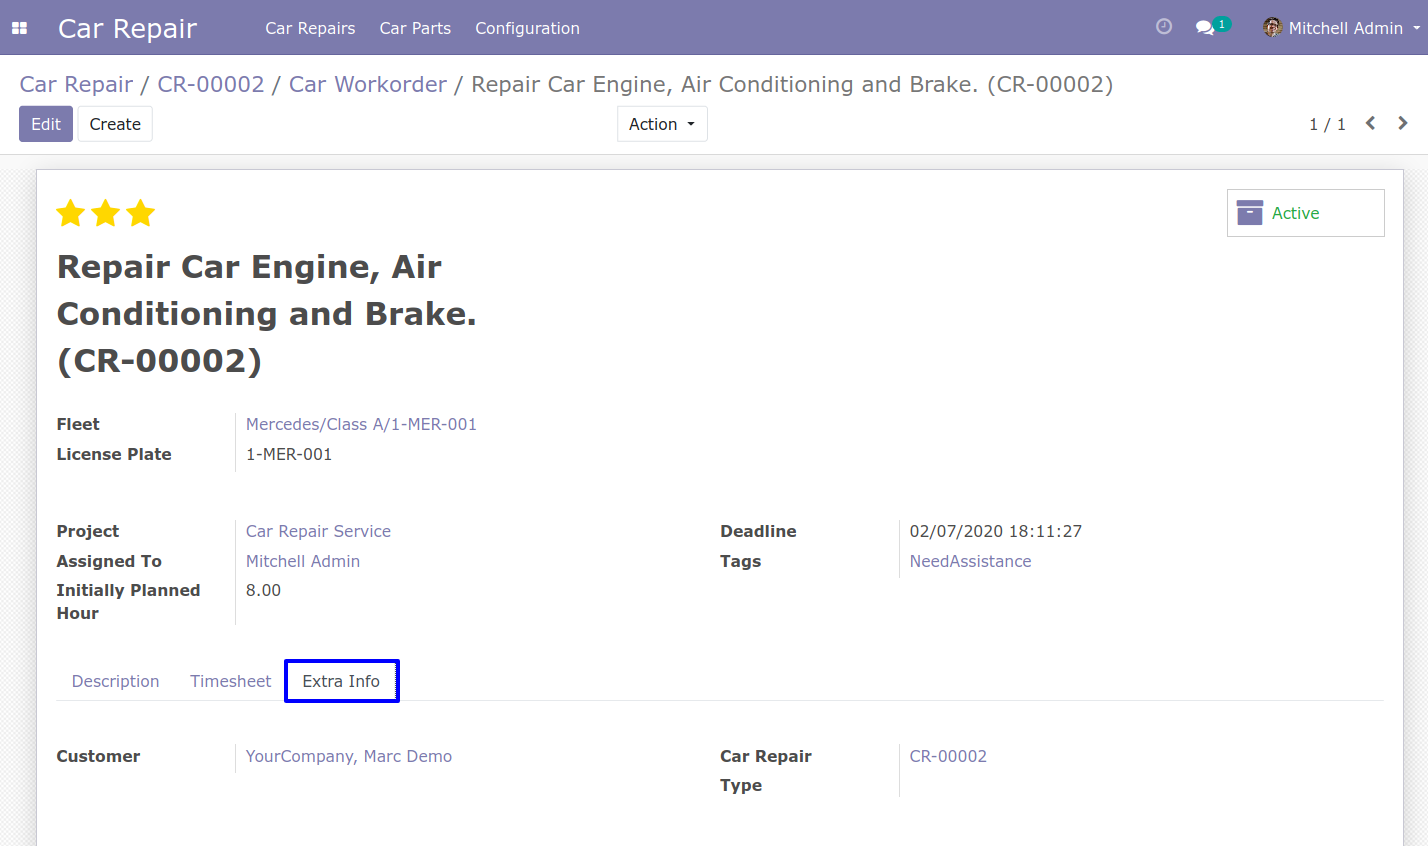 Car Repair Car Repairs Car Parts Configuration 1 Mitchell Admin
Car Repair / CR-00002 / Car Workorder / Repair Car Engine, Air Conditioning and Brake. (CR-00002)
Edit Create Action 1 / 1
Active
Repair Car Engine, Air
Conditioning and Brake.
(CR-00002)
Fleet Mercedes/Class A/1-MER-001
License Plate 1-MER-001
Project Car Repair Service Deadline 02/07/2020 18:11:27
Assigned To Mitchell Admin Tags NeedAssistance
Initially Planned 8.00
Hour
Description Timesheet Extra Info
Customer YourCompany, Marc Demo Car Repair CR-00002
Type